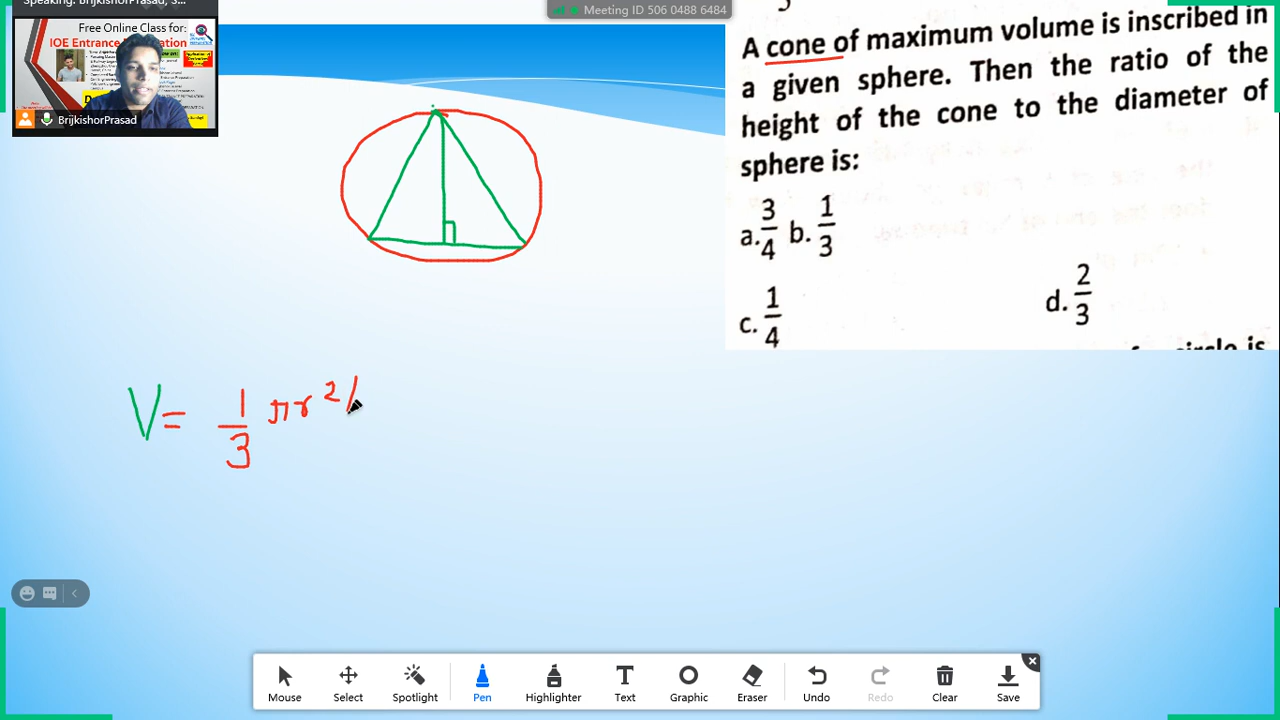 Speaking: BrijkishorPrasad, S...
Meeting ID 506 0488 6484
Free Online Class for:
IOE Entrance
BrijkishorPrasad
A cone of maximum volume is inscribed in
a given sphere. Then the ratio of the
height of the cone to the diameter of
sphere is:
a. 3/4 b. 1/3
c. 1/4 d. 2/3
V = 1/3 πr²
Mouse Select Spotlight Pen Highlighter Text Graphic Eraser Undo Redo Clear Save